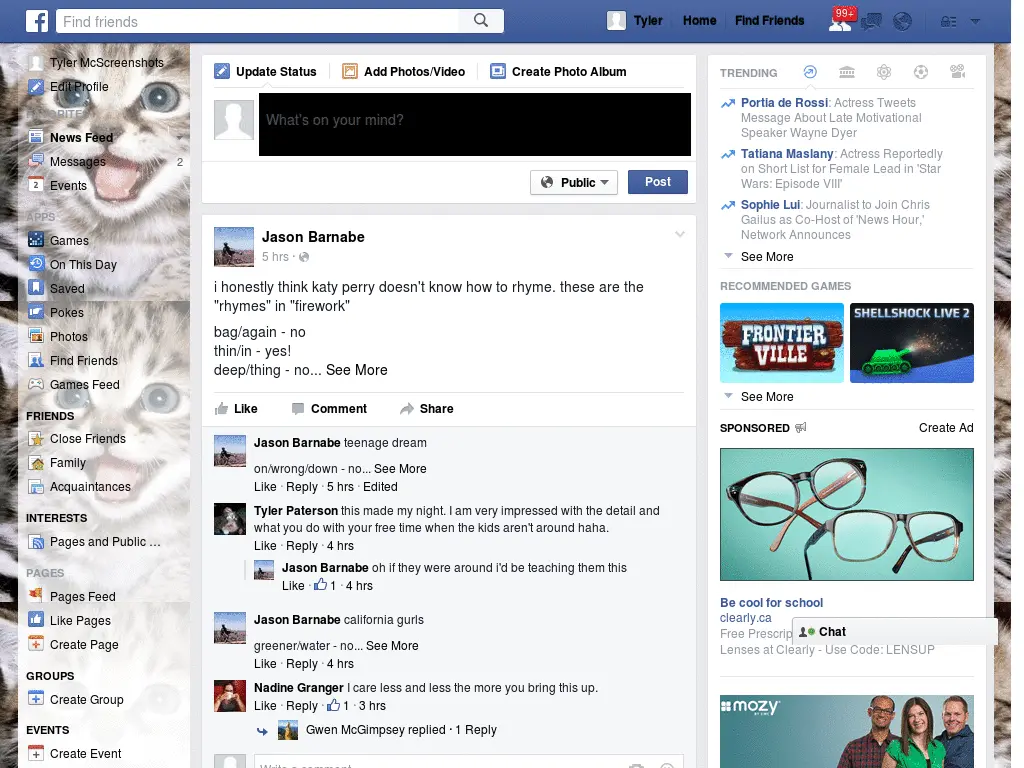 Find friends
Tyler
Home
Find Friends
99+
Tyler McScreenshots
Edit Profile
News Feed
Messages 2
2
Events
APPS
Games
On This Day
Saved
Pokes
Photos
Find Friends
Games Feed
FRIENDS
Close Friends
Family
Acquaintances
INTERESTS
Pages and Public ...
PAGES
Pages Feed
Like Pages
Create Page
GROUPS
Create Group
EVENTS
Create Event
Update Status
Add Photos/Video
Create Photo Album
What's on your mind?
Public
Post
Jason Barnabe
5 hrs ·
i honestly think katy perry doesn't know how to rhyme. these are the
"rhymes" in "firework"
bag/again - no
thin/in - yes!
deep/thing - no... See More
Like
Comment
Share
Jason Barnabe teenage dream
on/wrong/down - no... See More
Like · Reply · 5 hrs · Edited
Tyler Paterson this made my night. I am very impressed with the detail and
what you do with your free time when the kids aren't around haha.
Like · Reply · 4 hrs
Jason Barnabe oh if they were around i'd be teaching them this
Like · 1 · 4 hrs
Jason Barnabe california gurls
greener/water - no... See More
Like · Reply · 4 hrs
Nadine Granger I care less and less the more you bring this up.
Like · Reply · 1 · 3 hrs
Gwen McGimpsey replied · 1 Reply
Write a comment
TRENDING
Portia de Rossi: Actress Tweets
Message About Late Motivational
Speaker Wayne Dyer
Tatiana Maslany: Actress Reportedly
on Short List for Female Lead in 'Star
Wars: Episode VIII'
Sophie Lui: Journalist to Join Chris
Gailus as Co-Host of 'News Hour,'
Network Announces
See More
RECOMMENDED GAMES
FRONTIER
VILLE
SHELLSHOCK LIVE 2
See More
SPONSORED
Create Ad
Be cool for school
clearly.ca
Free Prescrip
Lenses at Clearly - Use Code: LENSUP
Chat
mozy